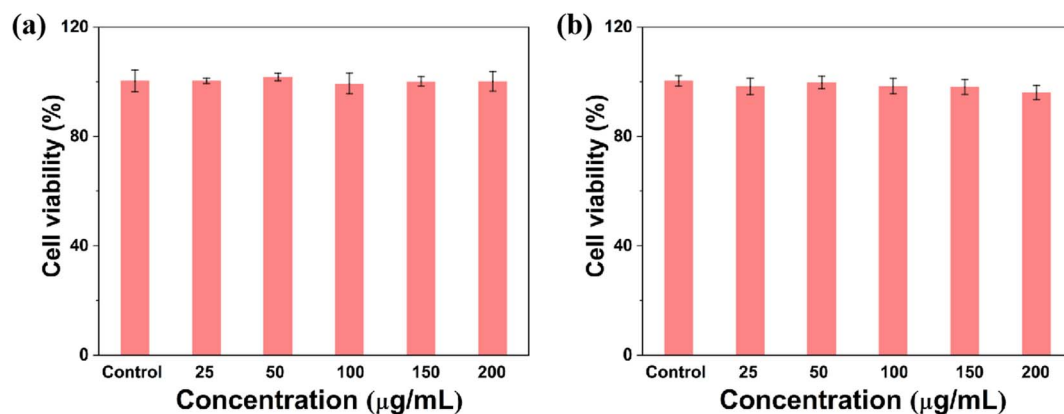 (a)
120
80
40
0
Cell viability (%)
Control 25 50 100 150 200
Concentration (μg/mL)
(b)
120
80
40
0
Cell viability (%)
Control 25 50 100 150 200
Concentration (μg/mL)